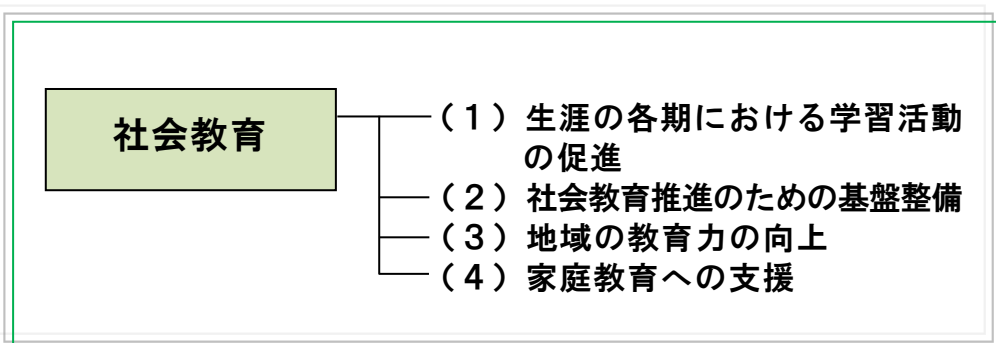 社会教育
（１）生涯の各期における学習活動
の促進
（２）社会教育推進のための基盤整備
（３）地域の教育力の向上
（４）家庭教育への支援